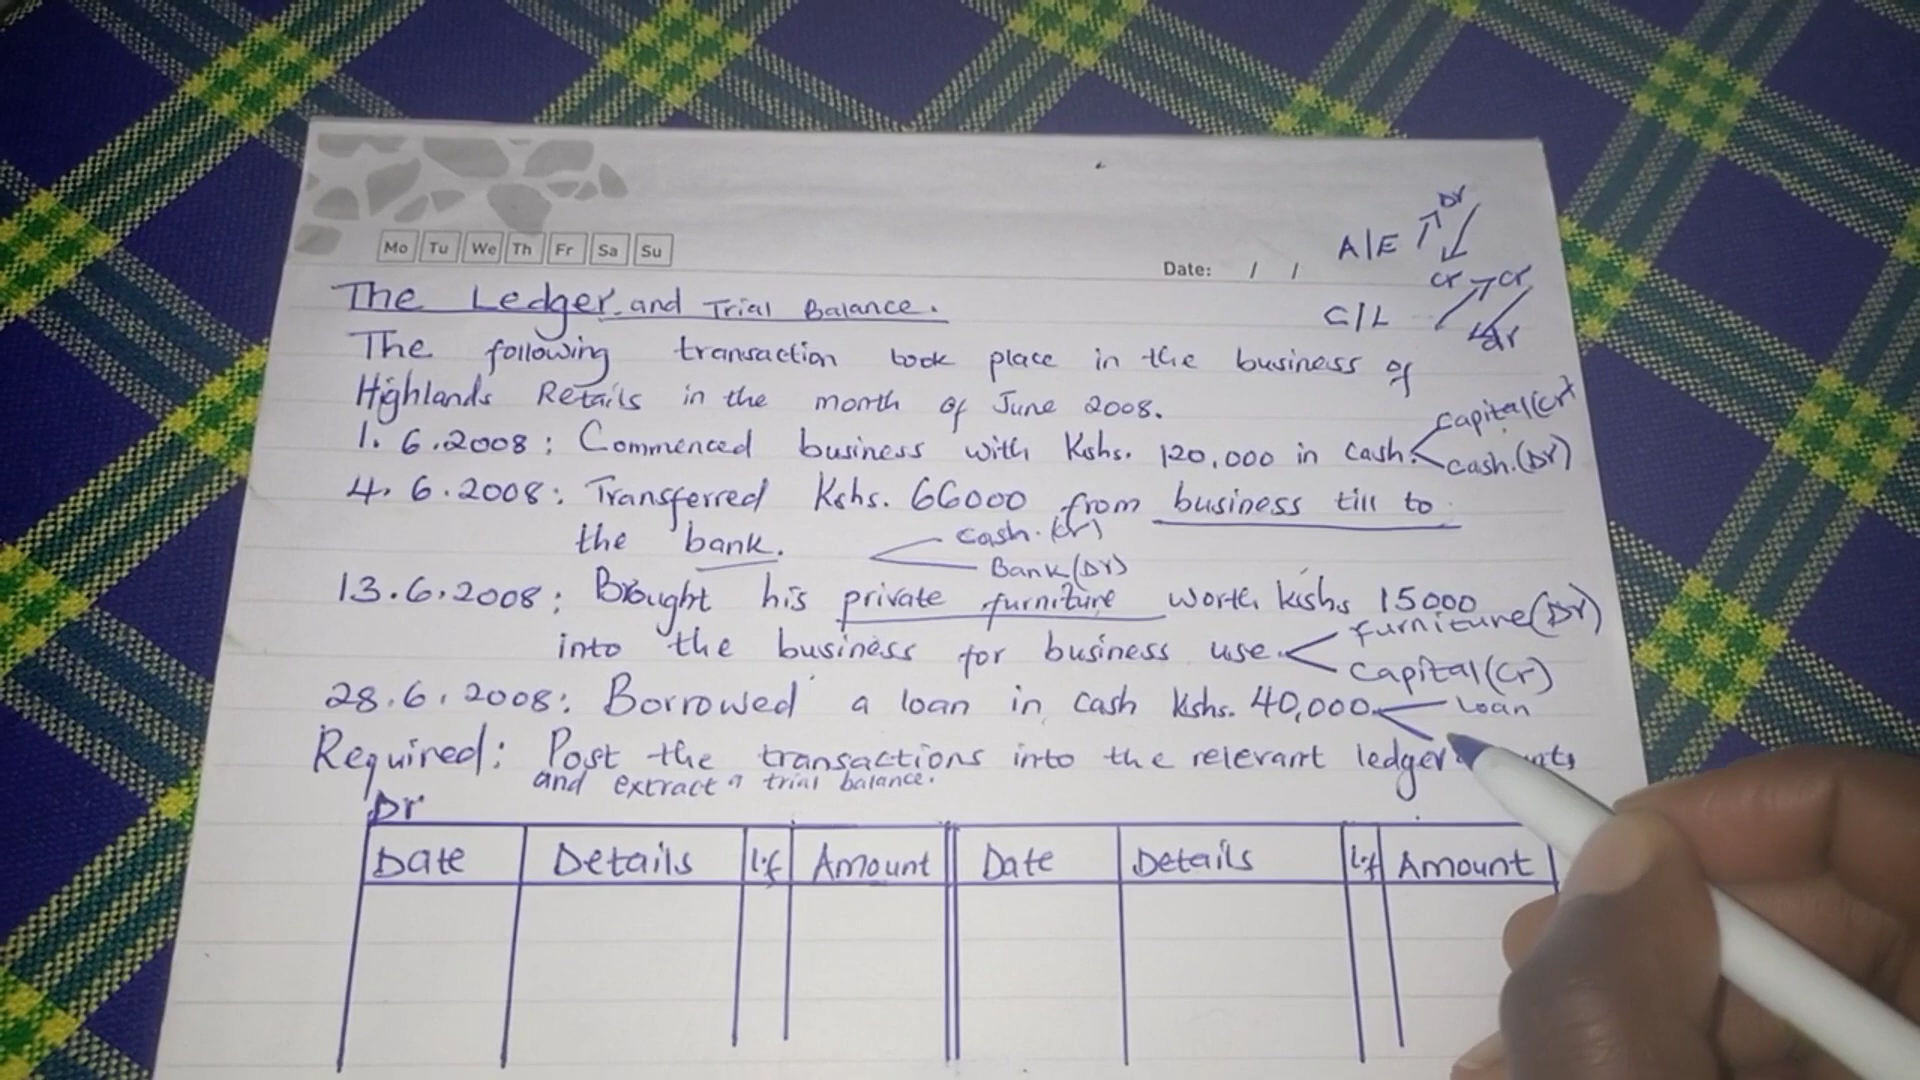 Mo Tu We Th Fr Sa Su
Date: / /
A/E Dr
Cr
C/L Cr
dr
The Ledger and Trial Balance.
The following transaction took place in the business of
Highlands Retails in the month of June 2008.
1. 6.2008: Commenced business with Kshs. 120,000 in cash.
Capital(Cr)
Cash.(Dr)
4. 6.2008: Transferred Kshs. 66000 from business till to
the bank.
Cash.(Cr)
Bank(Dr)
13.6.2008: Brought his private furniture worth kshs 15000
into the business for business use.
furniture(Dr)
Capital(Cr)
28.6.2008: Borrowed a loan in cash Kshs. 40,000.
Loan
Required: Post the transactions into the relevant ledger
and extract a trial balance.
Dr
Date Details l.f Amount Date Details l.f Amount